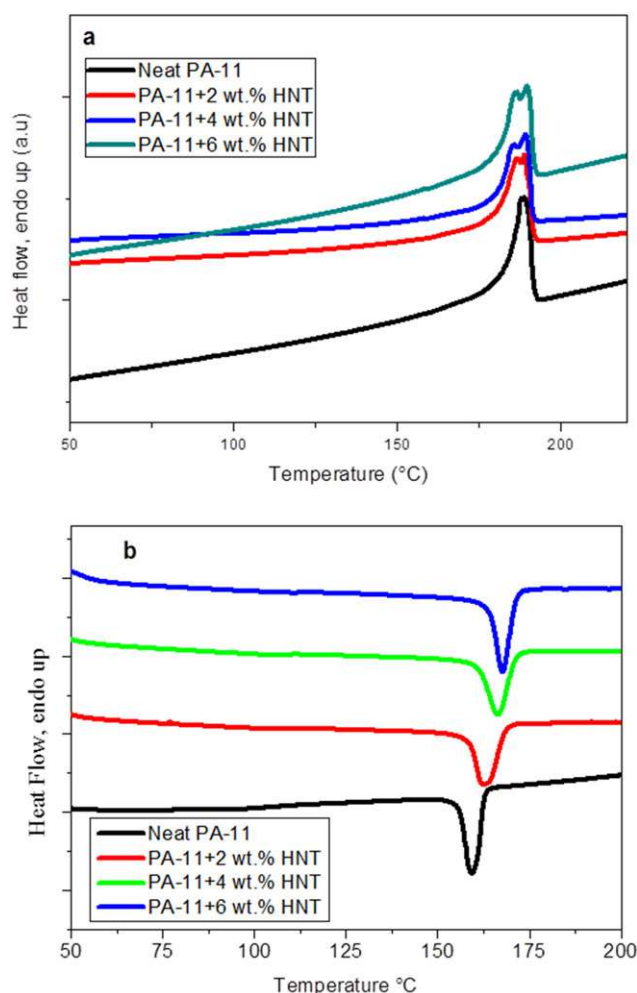 a
Neat PA-11
PA-11+2 wt.% HNT
PA-11+4 wt.% HNT
PA-11+6 wt.% HNT
Heat flow, endo up (a.u)
50
100
150
200
Temperature (°C)
b
Heat Flow, endo up
Neat PA-11
PA-11+2 wt.% HNT
PA-11+4 wt.% HNT
PA-11+6 wt.% HNT
50
75
100
125
150
175
200
Temperature °C